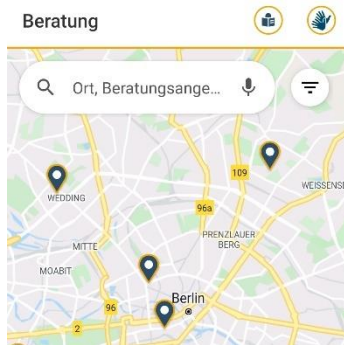 Beratung
Ort, Beratungsange...
109
WEISSENS
WEDDING
96a
PRENZLAUER
BERG
MITTE
MOABIT
Berlin
96
2